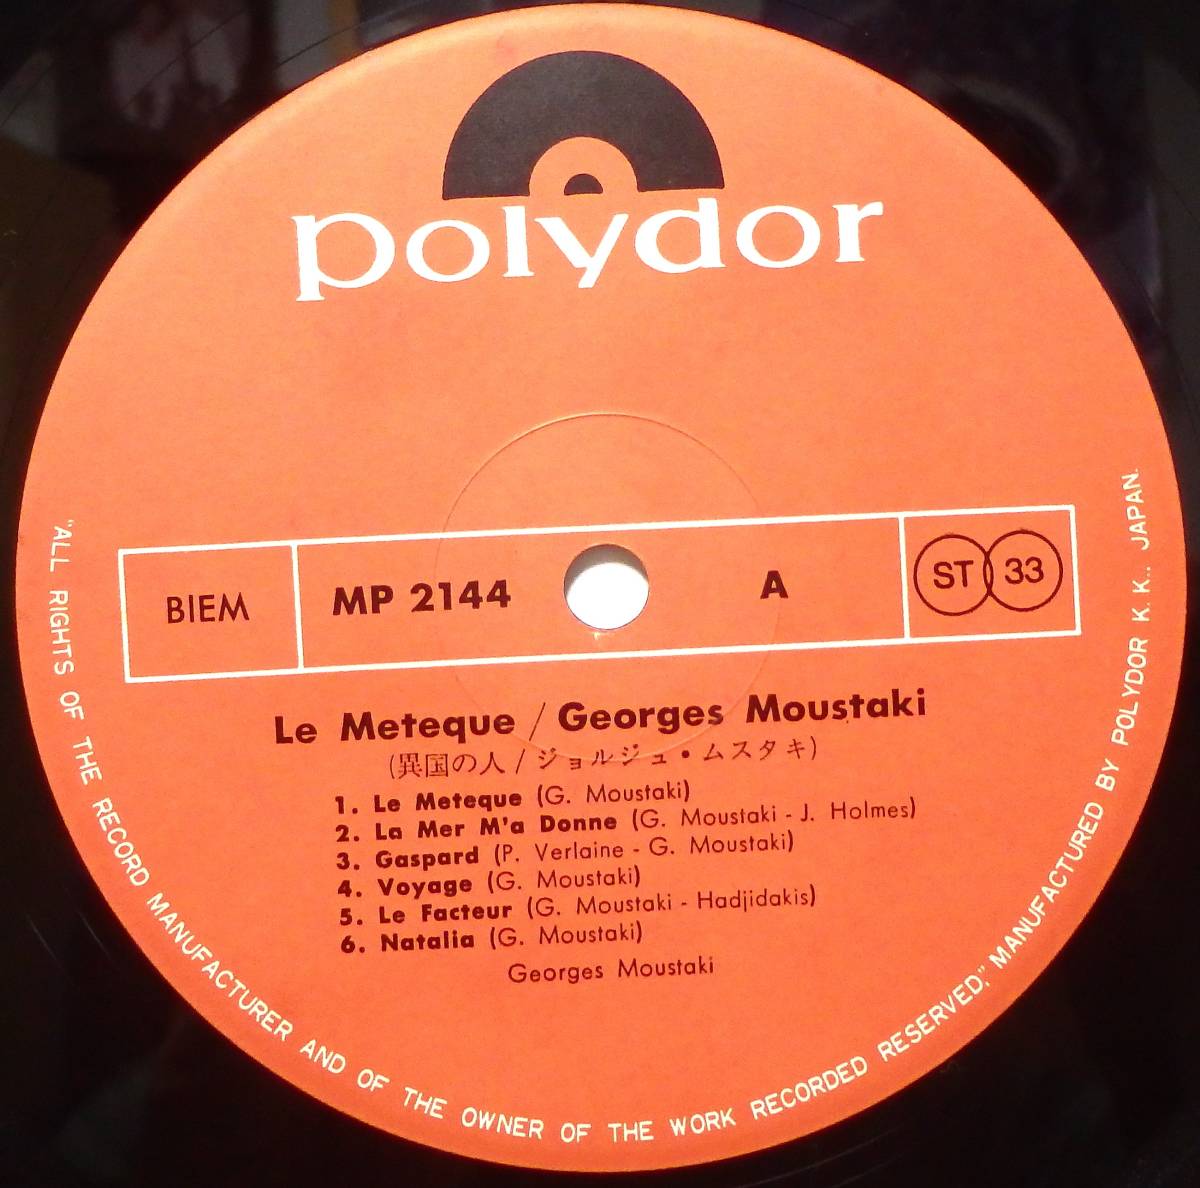 polydor
BIEM MP 2144 A ST 33
Le Meteque / Georges Moustaki
(異国の人 / ジョルジュ・ムスタキ)
1. Le Meteque (G. Moustaki)
2. La Mer M'a Donne (G. Moustaki - J. Holmes)
3. Gaspard (P. Verlaine - G. Moustaki)
4. Voyage (G. Moustaki)
5. Le Facteur (G. Moustaki - Hadjidakis)
6. Natalia (G. Moustaki)
Georges Moustaki
"ALL RIGHTS OF THE RECORD MANUFACTURER AND OF THE OWNER OF THE WORK RECORDED RESERVED," MANUFACTURED BY POLYDOR K. K., JAPAN.